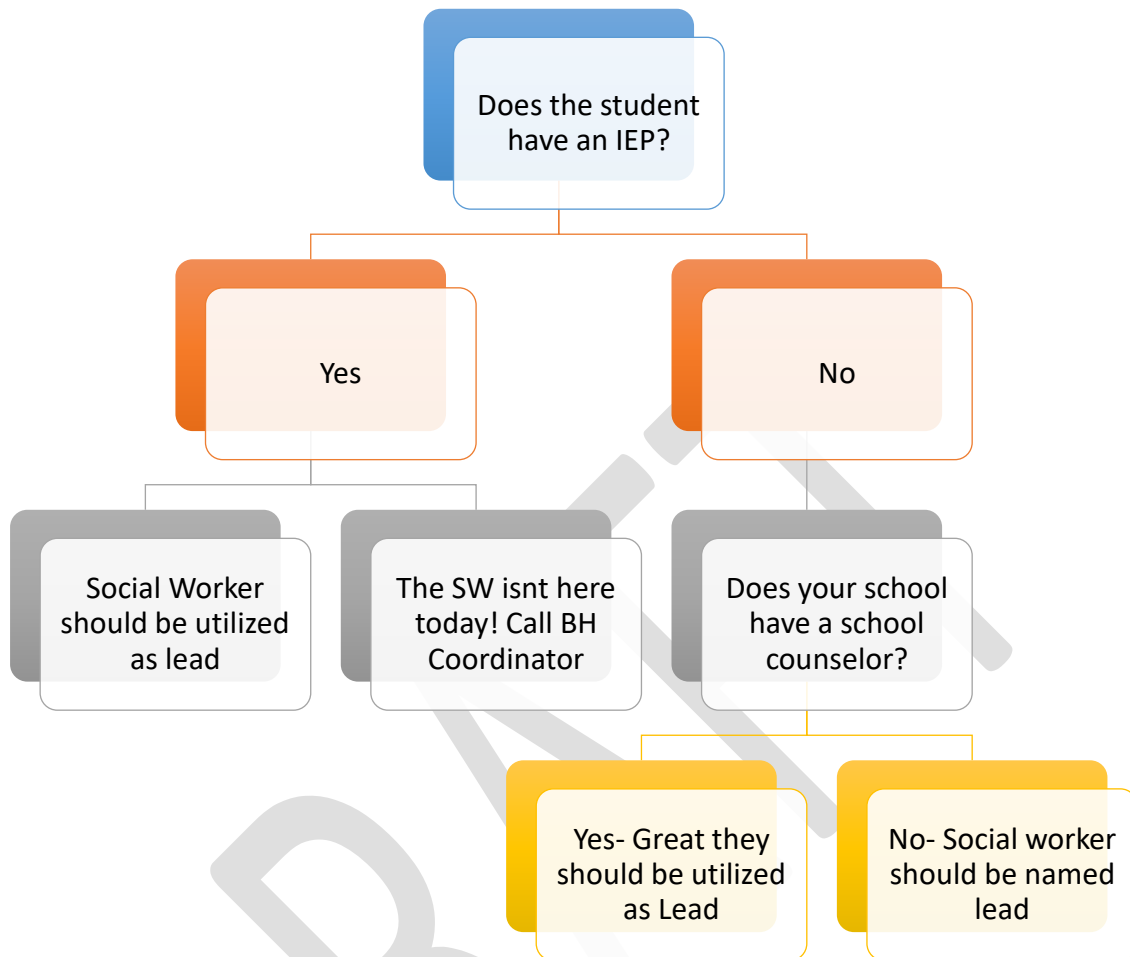 Does the student
have an IEP?
Yes
No
Social Worker
should be utilized
as lead
The SW isnt here
today! Call BH
Coordinator
Does your school
have a school
counselor?
Yes- Great they
should be utilized
as Lead
No- Social worker
should be named
lead